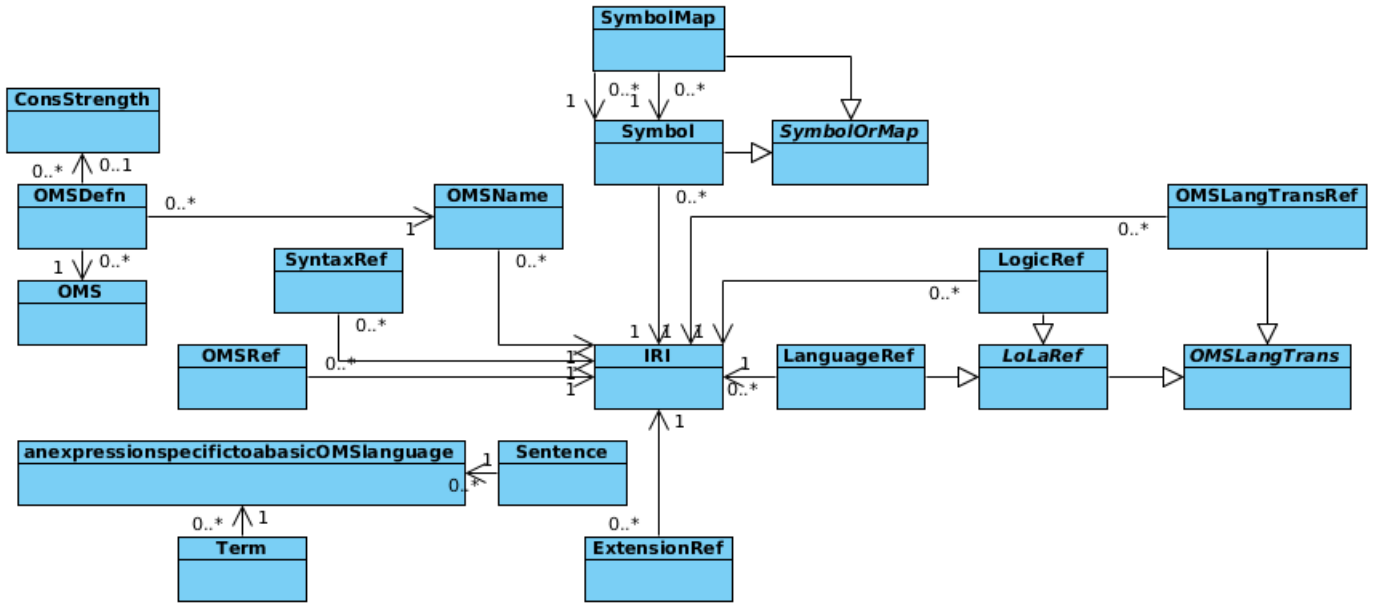 SymbolMap
0..*
0..*
1
1
ConsStrength
Symbol
SymbolOrMap
0..*
0..1
OMSDefn
0..*
OMSName
0..*
OMSLangTransRef
1
0..*
1
0..*
SyntaxRef
0..*
LogicRef
OMS
0..*
0..*
1
1
1
OMSRef
0..*
1
IRI
1
LanguageRef
LoLaRef
OMSLangTrans
1
1
0..*
1
anexpressionspecifictoabasicOMSlanguage
1
Sentence
0..*
0..*
1
0..*
Term
ExtensionRef